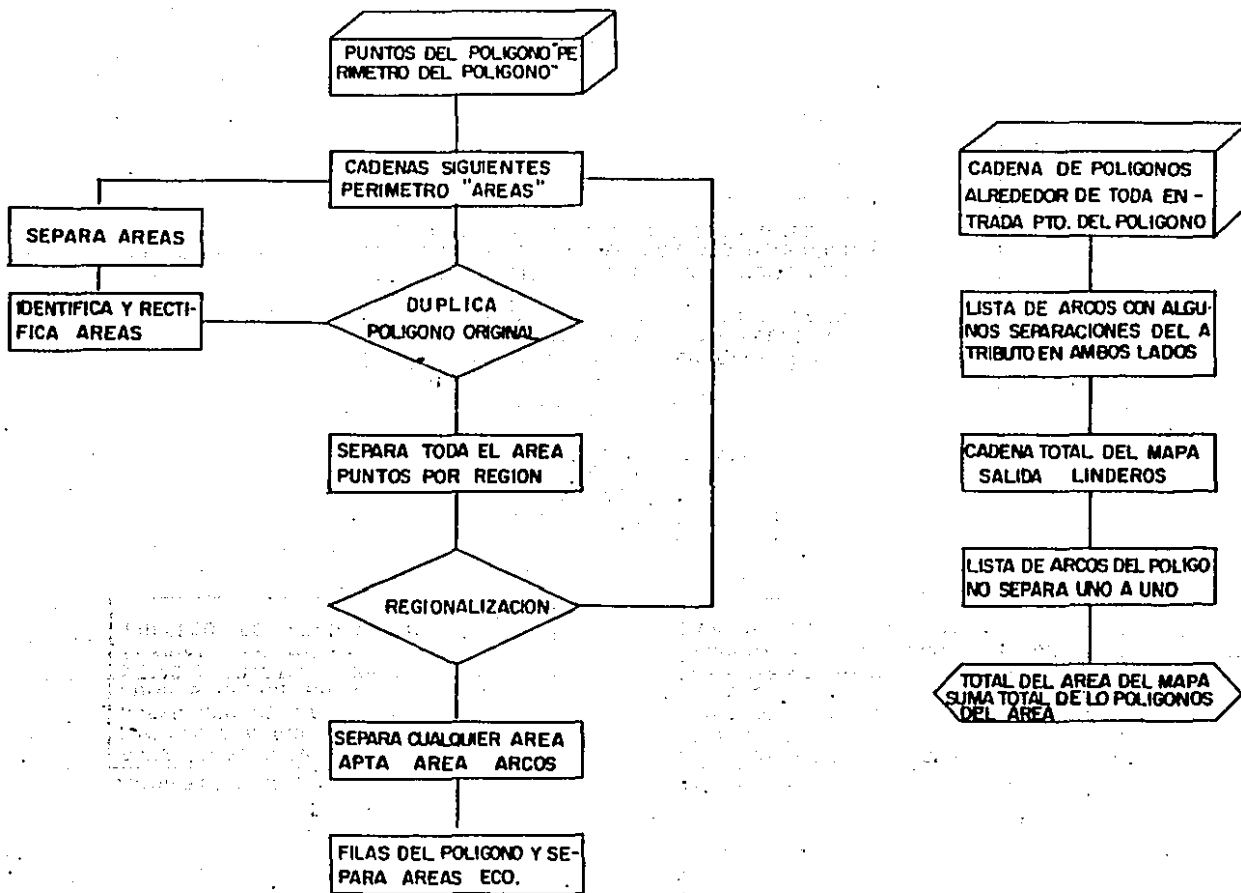 PUNTOS DEL POLIGONO "PE
RIMETRO DEL POLIGONO"
CADENAS SIGUIENTES
PERIMETRO "AREAS"
SEPARA AREAS
IDENTIFICA Y RECTI-
FICA AREAS
DUPLICA
POLIGONO ORIGINAL
SEPARA TODA EL AREA
PUNTOS POR REGION
REGIONALIZACION
SEPARA CUALQUIER AREA
APTA AREA ARCOS
FILAS DEL POLIGONO Y SE-
PARA AREAS ECO.
CADENA DE POLIGONOS
ALREDEDOR DE TODA EN-
TRADA PTO. DEL POLIGONO
LISTA DE ARCOS CON ALGU-
NOS SEPARACIONES DEL A
TRIBUTO EN AMBOS LADOS
CADENA TOTAL DEL MAPA
SALIDA LINDEROS
LISTA DE ARCOS DEL POLIGO
NO SEPARA UNO A UNO
TOTAL DEL AREA DEL MAPA
SUMA TOTAL DE LO POLIGONOS
DEL AREA